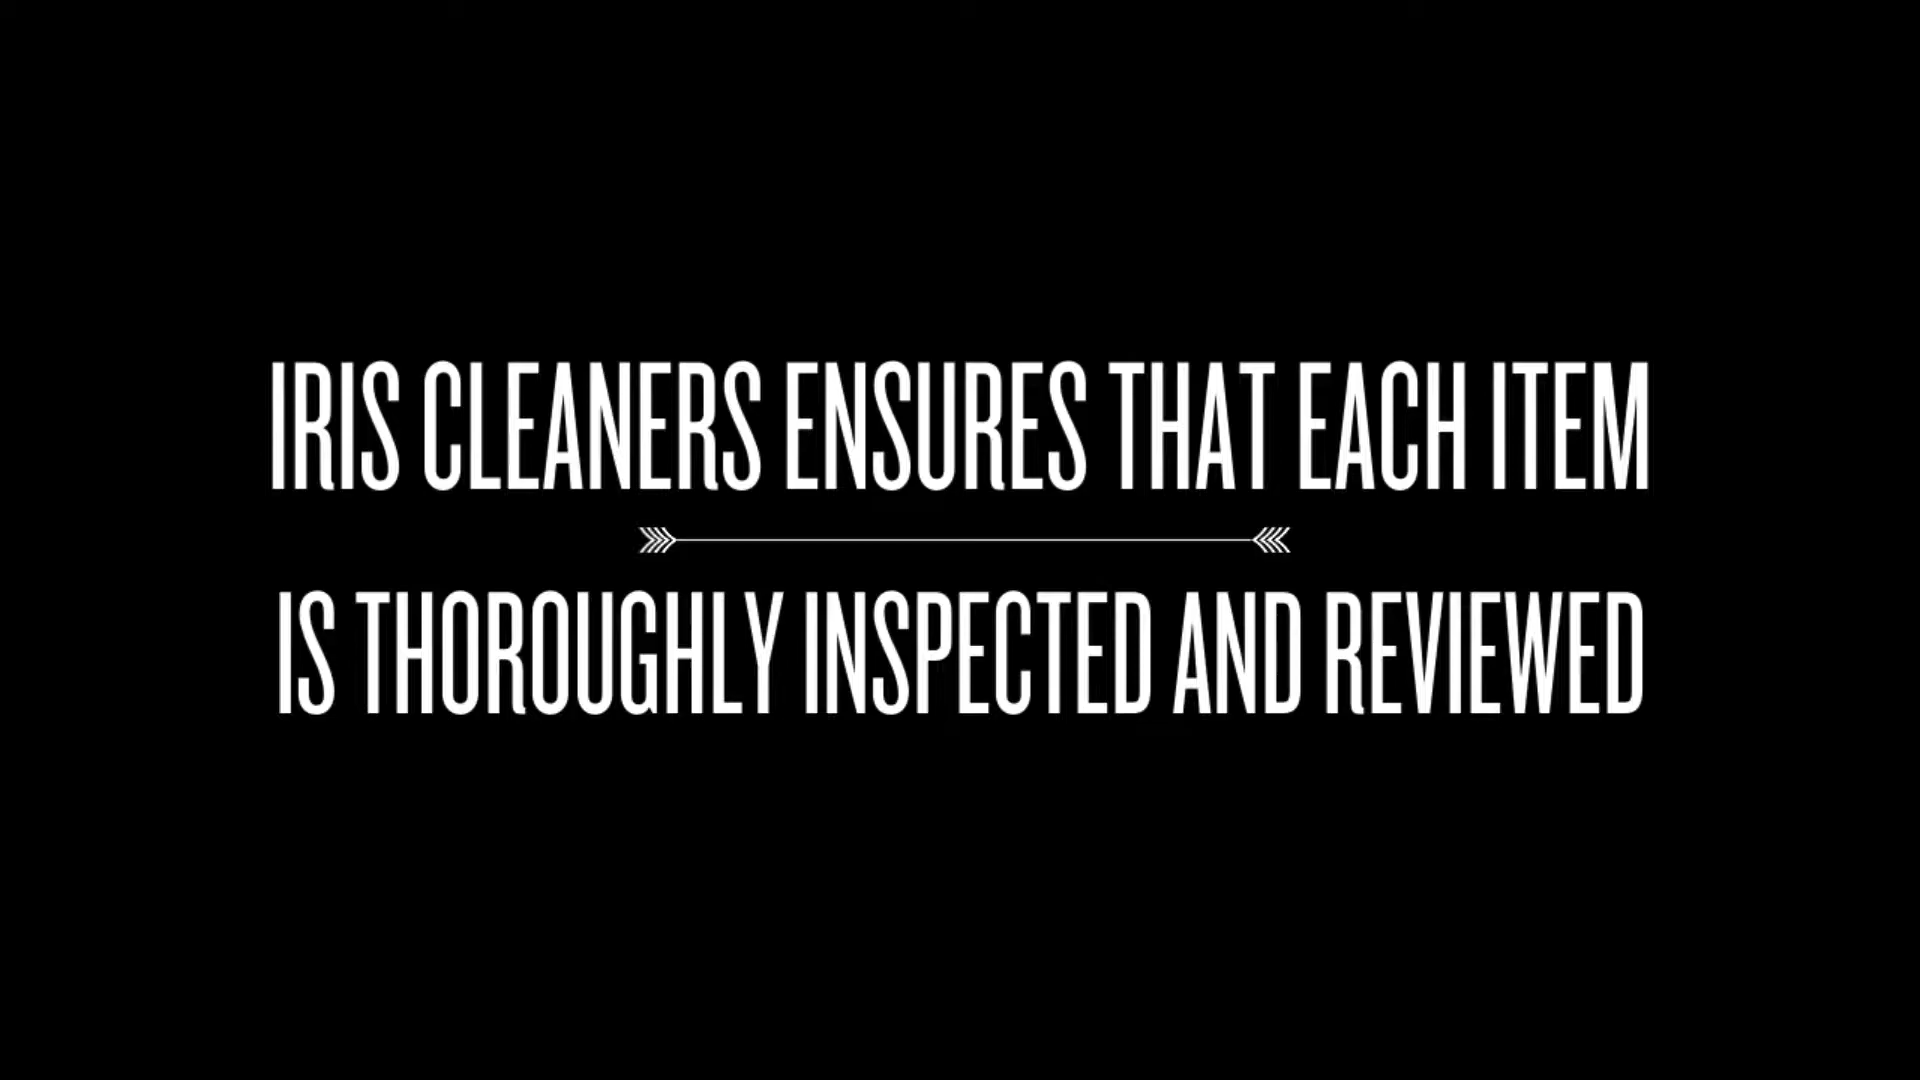 IRIS CLEANERS ENSURES THAT EACH ITEM
IS THOROUGHLY INSPECTED AND REVIEWED